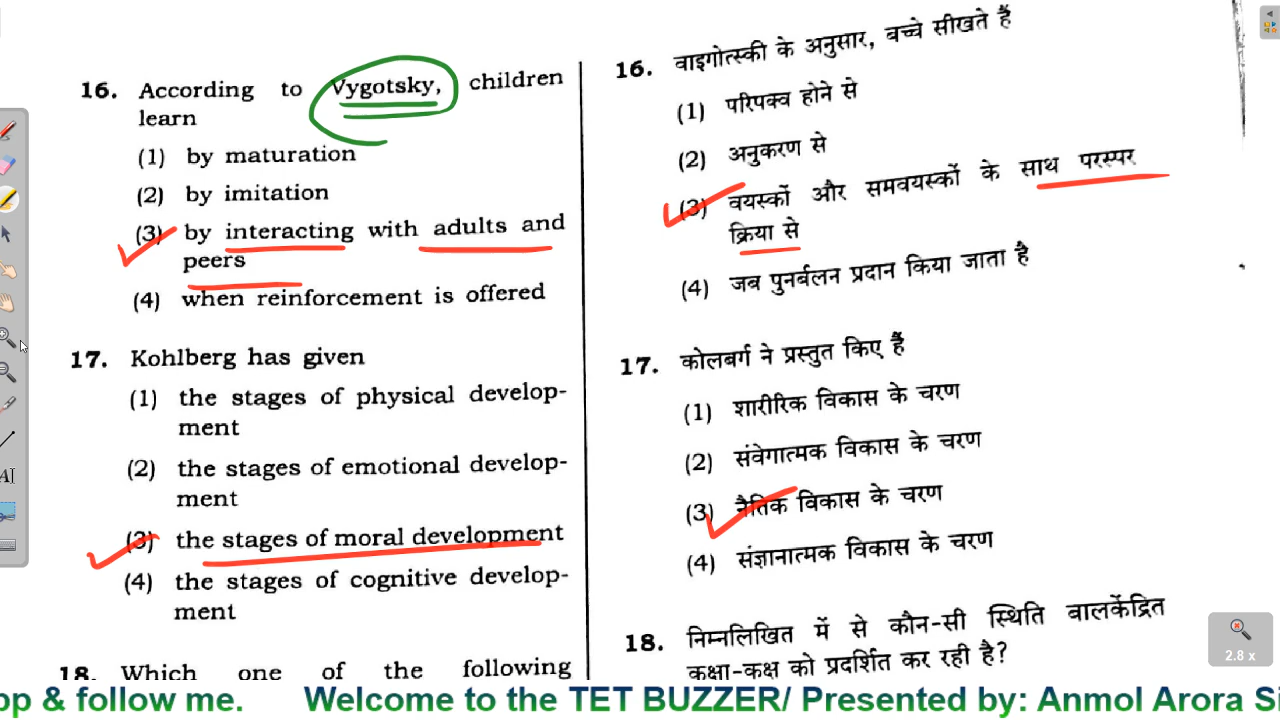 16. According to Vygotsky, children
learn
(1) by maturation
(2) by imitation
(3) by interacting with adults and
peers
(4) when reinforcement is offered
17. Kohlberg has given
(1) the stages of physical develop-
ment
(2) the stages of emotional develop-
ment
(3) the stages of moral development
(4) the stages of cognitive develop-
ment
18. Which one of the following
16. वाइगोत्स्की के अनुसार, बच्चे सीखते हैं
(1) परिपक्व होने से
(2) अनुकरण से
(3) वयस्कों और समवयस्कों के साथ परस्पर
क्रिया से
(4) जब पुनर्बलन प्रदान किया जाता है
17. कोलबर्ग ने प्रस्तुत किए हैं
(1) शारीरिक विकास के चरण
(2) संवेगात्मक विकास के चरण
(3) नैतिक विकास के चरण
(4) संज्ञानात्मक विकास के चरण
18. निम्नलिखित में से कौन-सी स्थिति बालकेंद्रित
कक्षा-कक्ष को प्रदर्शित कर रही है?
AI
2.8 x
pp & follow me. Welcome to the TET BUZZER/ Presented by: Anmol Arora Si